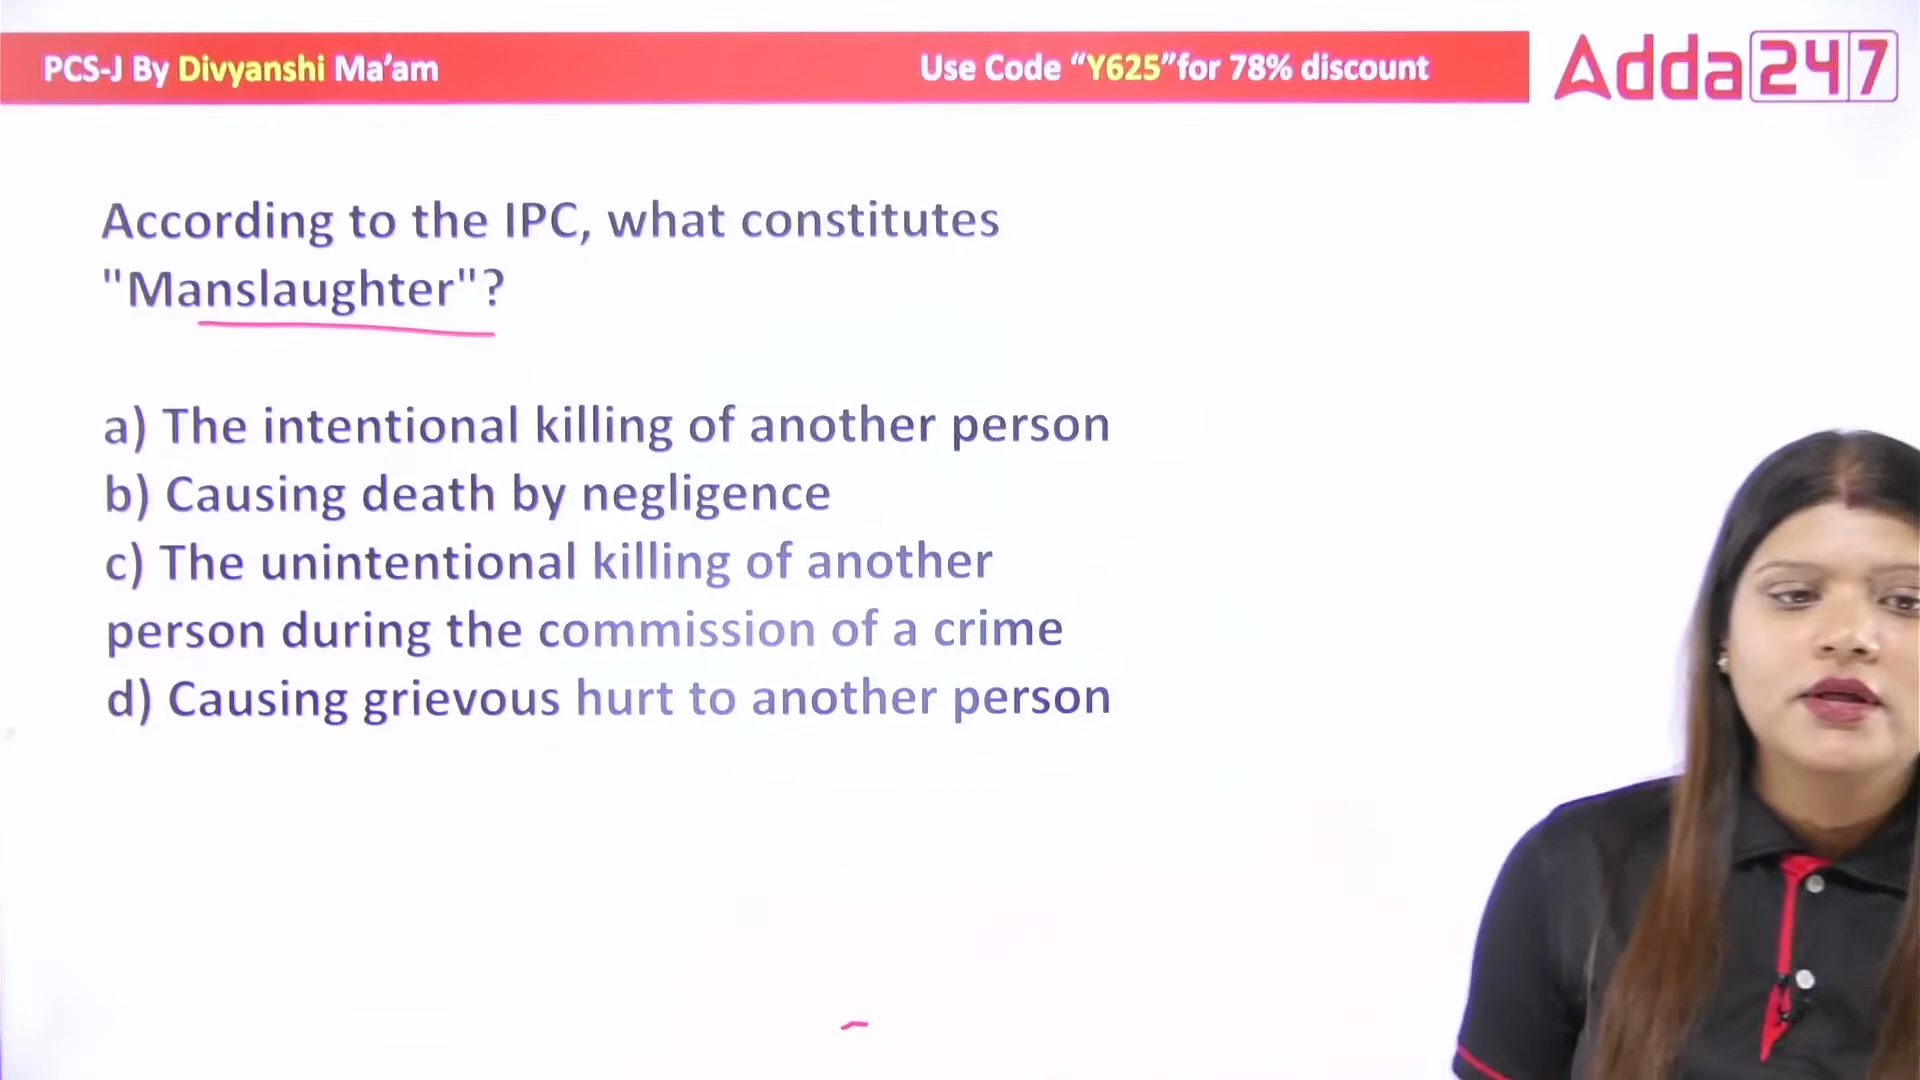 PCS-J By Divyanshi Ma’am
Use Code “Y625”for 78% discount
Adda247
According to the IPC, what constitutes
"Manslaughter"?
a) The intentional killing of another person
b) Causing death by negligence
c) The unintentional killing of another
person during the commission of a crime
d) Causing grievous hurt to another person